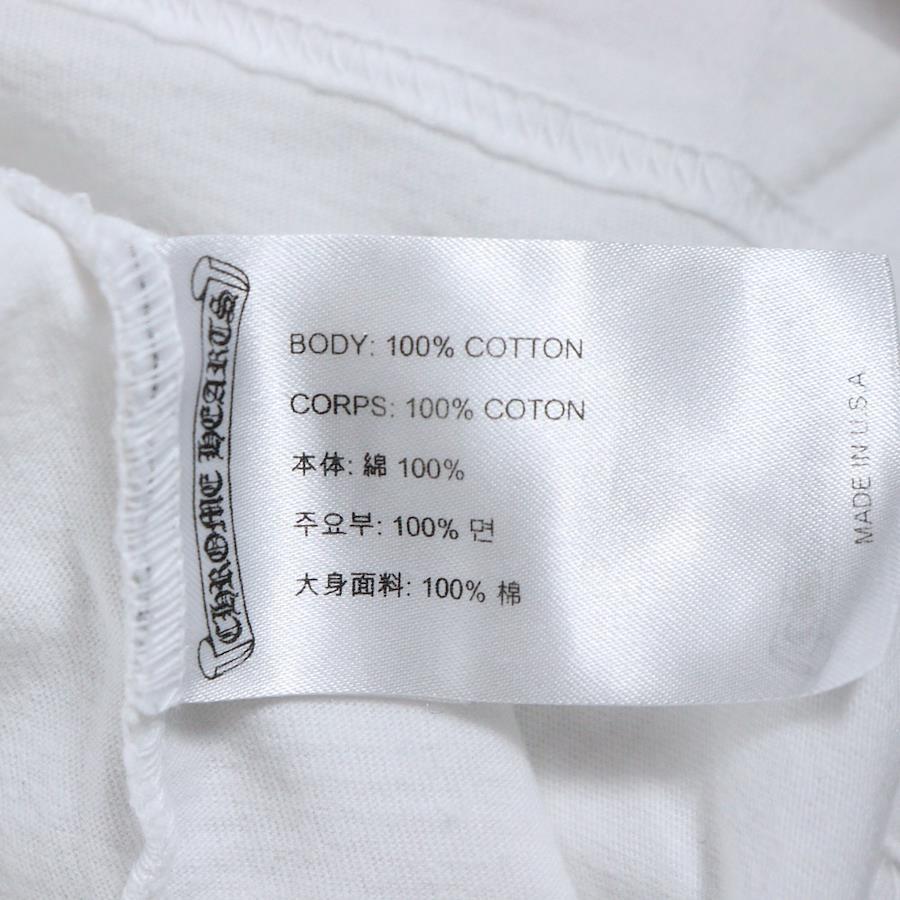 CHROME HEARTS
BODY: 100% COTTON
CORPS: 100% COTON
本体: 綿 100%
주요부: 100% 면
大身面料: 100% 棉
MADE IN U.S.A